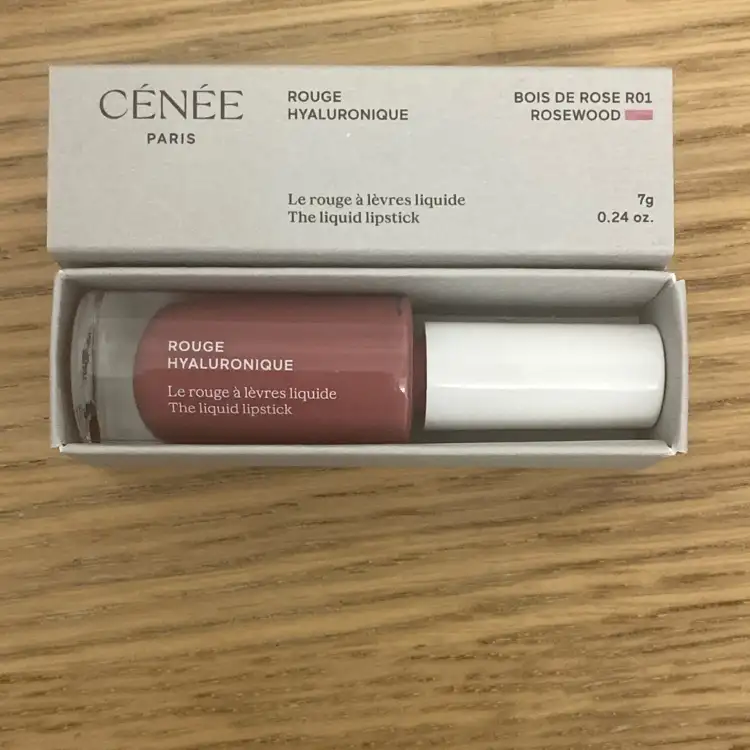 CÉNÉE
PARIS
ROUGE
HYALURONIQUE
Le rouge à lèvres liquide
The liquid lipstick
BOIS DE ROSE R01
ROSEWOOD
7g
0.24 oz.
ROUGE
HYALURONIQUE
Le rouge à lèvres liquide
The liquid lipstick